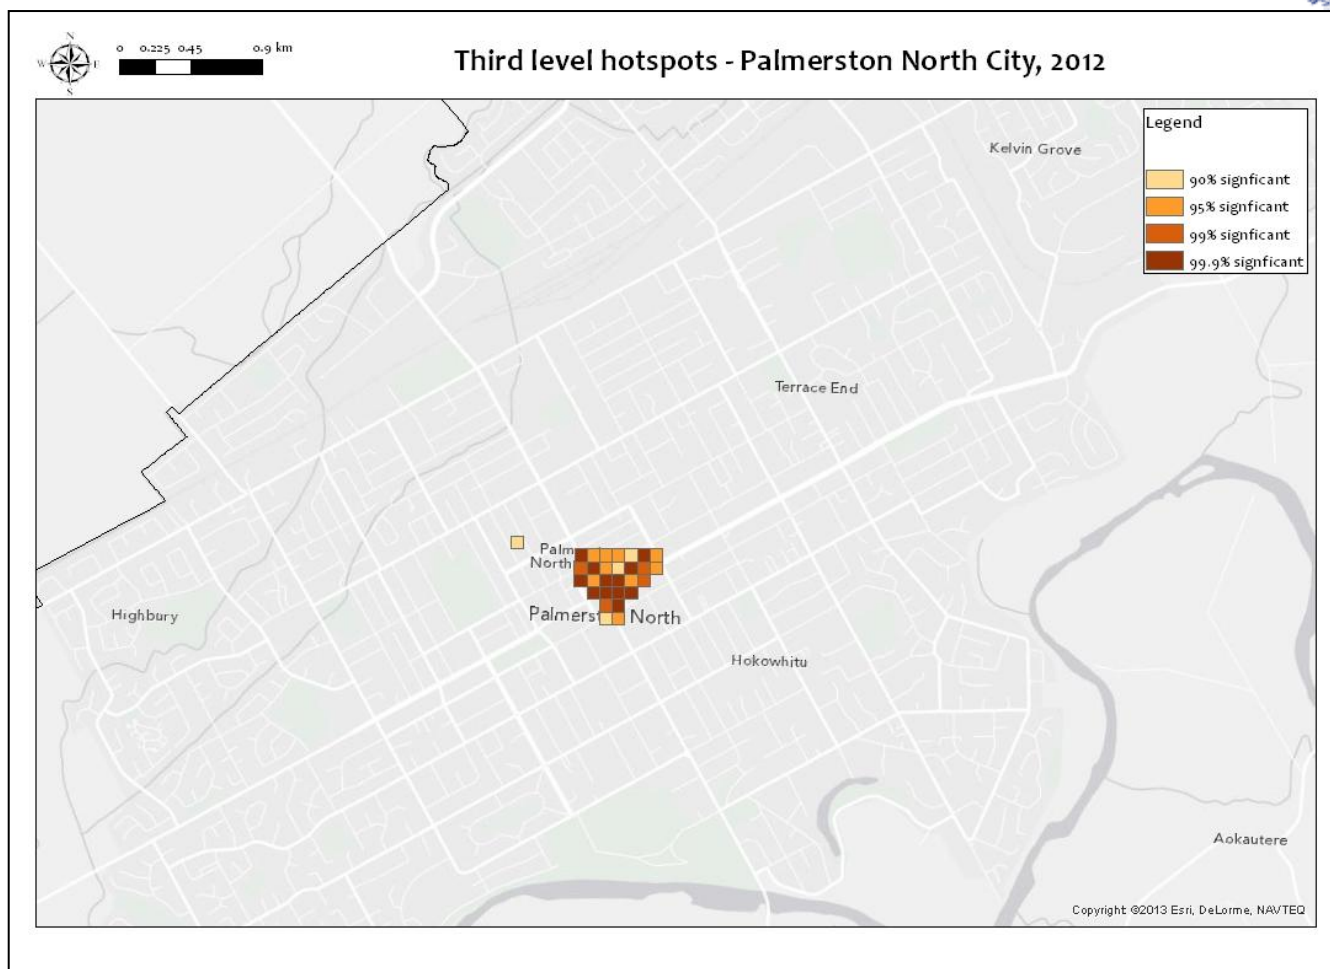 N
W E
S
0 0.225 0.45 0.9 km
Third level hotspots - Palmerston North City, 2012
Legend
90% signficant
95% signficant
99% signficant
99.9% signficant
Kelvin Grove
Terrace End
Palm
North
Highbury
Palmerst North
Hokowhitu
Aokautere
Copyright ©2013 Esri, DeLorme, NAVTEQ